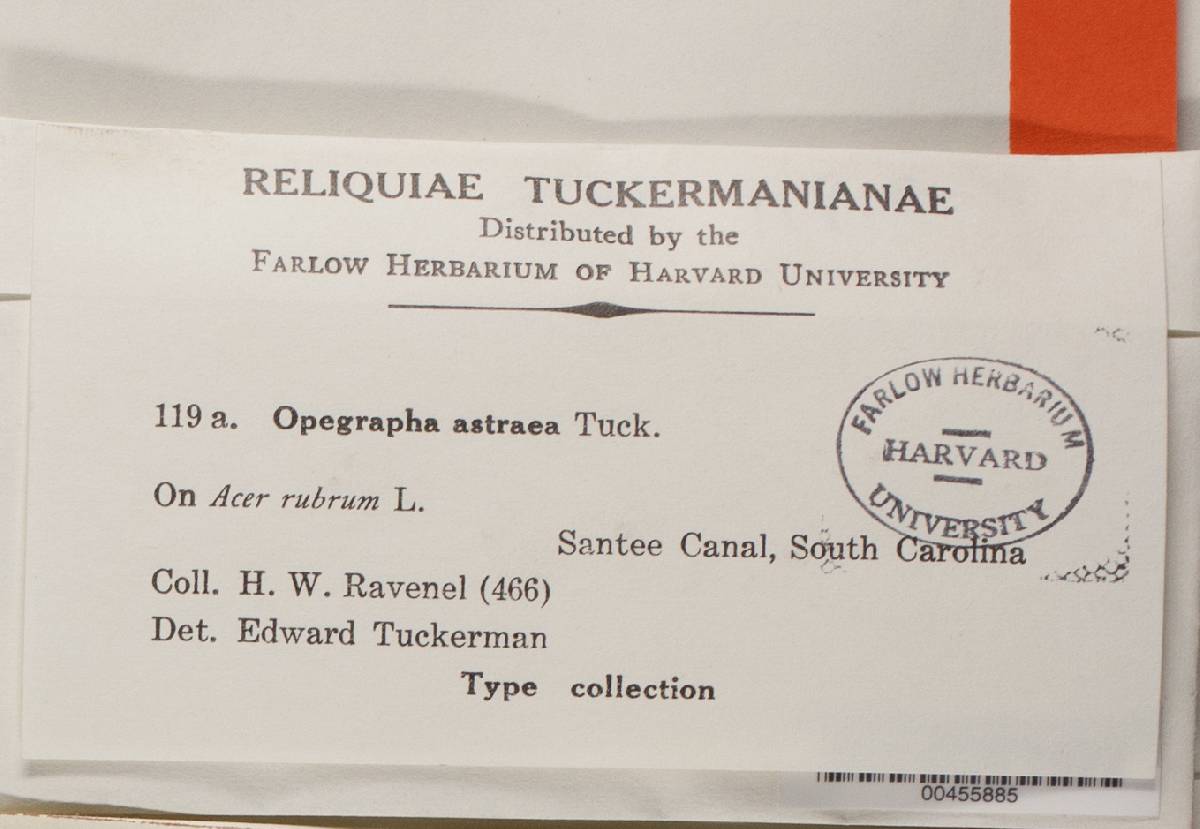 RELIQUIAE TUCKERMANIANAE
Distributed by the
FARLOW HERBARIUM OF HARVARD UNIVERSITY
119 a. Opegrapha astraea Tuck.
FARLOW HERBARIUM
HARVARD
UNIVERSITY
On Acer rubrum L.
Santee Canal, South Carolina
Coll. H. W. Ravenel (466)
Det. Edward Tuckerman
Type collection
00455885